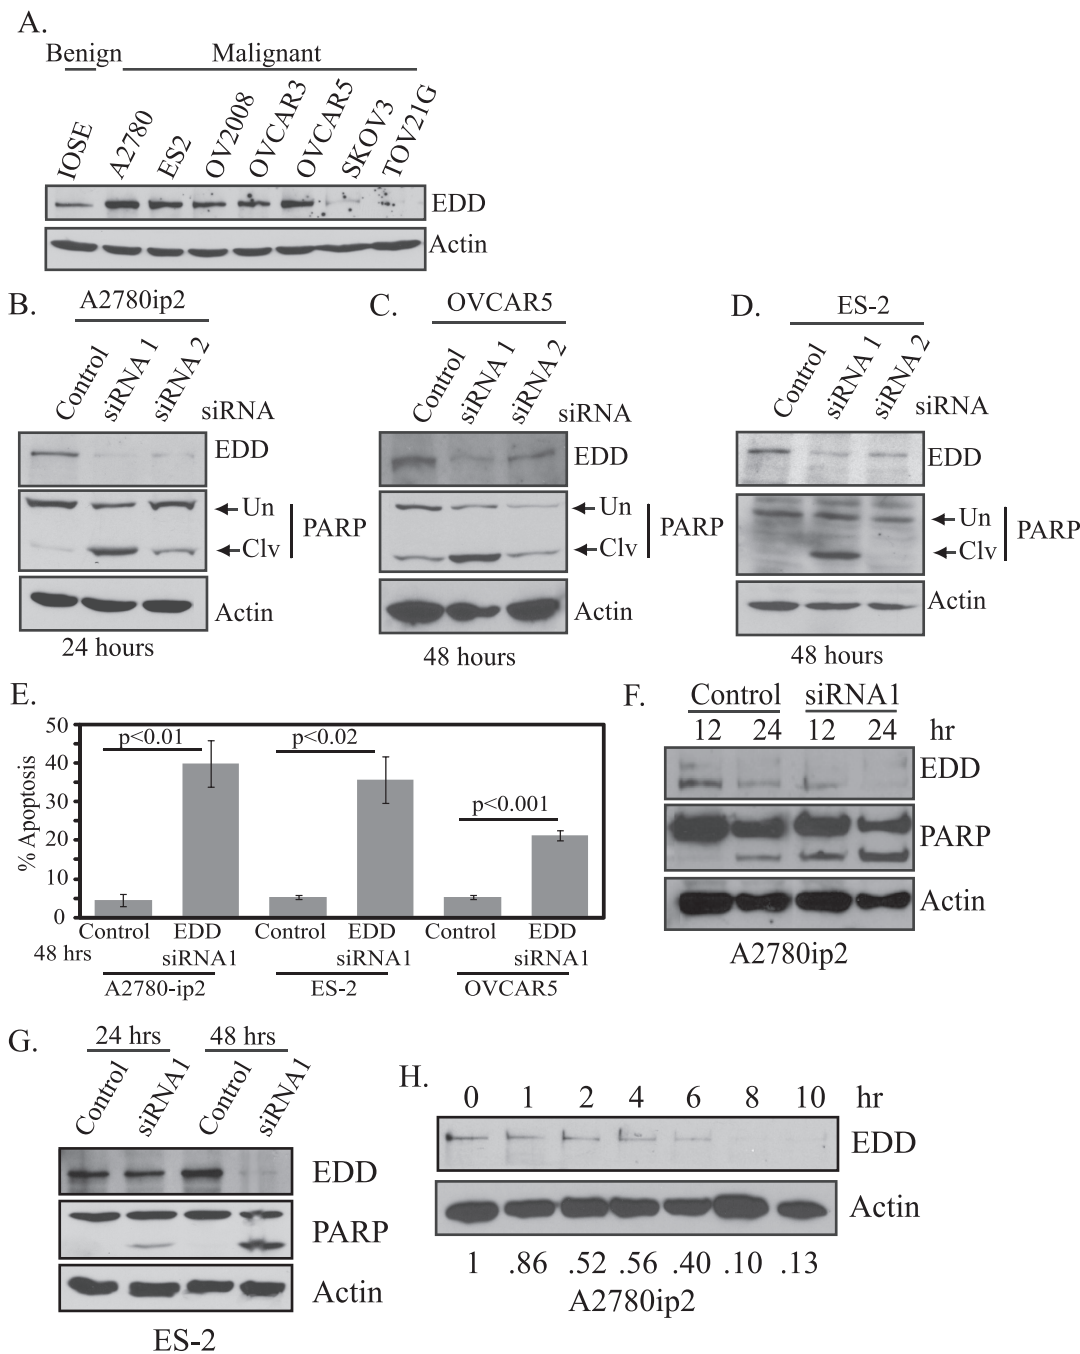 A.
Benign Malignant
IOSE A2780 ES2 OV2008 OVCAR3 OVCAR5 SKOV3 TOV21G
EDD
Actin
B. A2780ip2
Control siRNA 1 siRNA 2 siRNA
EDD
Un
PARP
Clv
Actin
24 hours
C. OVCAR5
Control siRNA 1 siRNA 2 siRNA
EDD
Un
PARP
Clv
Actin
48 hours
D. ES-2
Control siRNA 1 siRNA 2 siRNA
EDD
Un
PARP
Clv
Actin
48 hours
E.
% Apoptosis
50
40
30
20
10
0
p<0.01 p<0.02
p<0.001
Control EDD Control EDD Control EDD
48 hrs siRNA1 siRNA1 siRNA1
A2780-ip2 ES-2 OVCAR5
F. Control siRNA1
12 24 12 24 hr
EDD
PARP
Actin
A2780ip2
G. 24 hrs 48 hrs
Control siRNA1 Control siRNA1
EDD
PARP
Actin
ES-2
H.
0 1 2 4 6 8 10 hr
EDD
Actin
1 .86 .52 .56 .40 .10 .13
A2780ip2